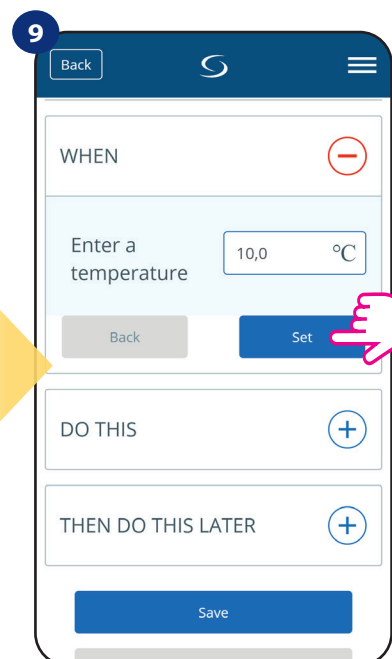 9
Back
WHEN
Enter a
temperature
10,0 °C
Back Set
DO THIS
THEN DO THIS LATER
Save